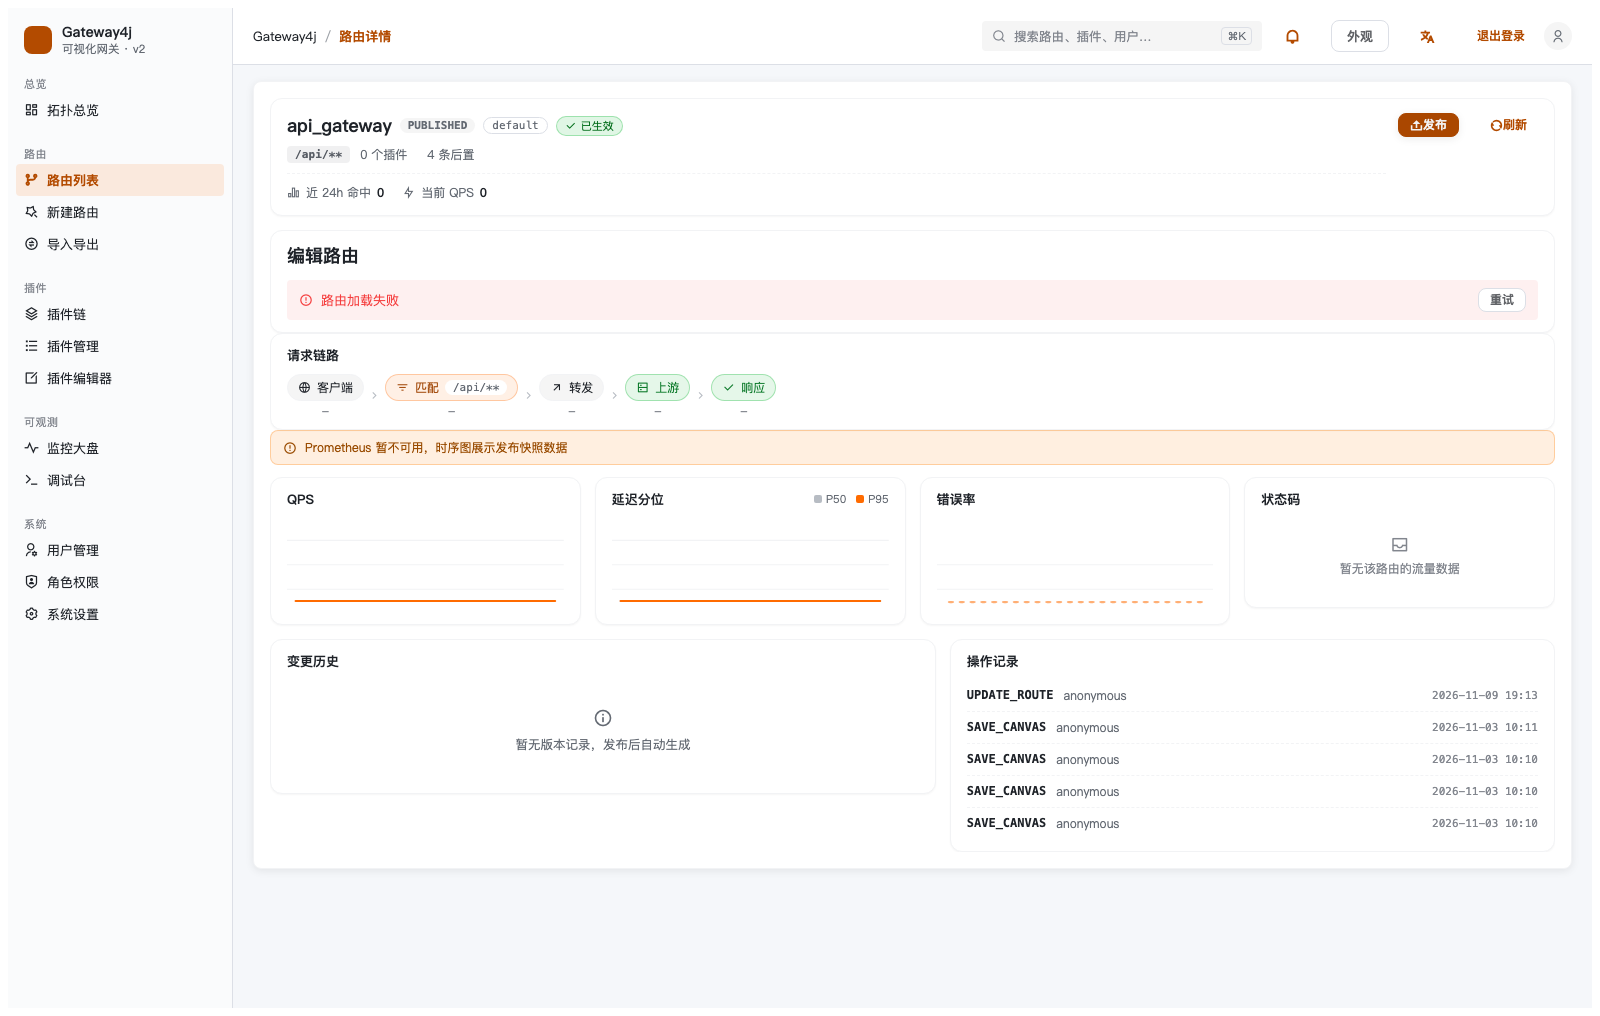 Gateway4j
可视化网关 · v2
总览
拓扑总览
路由
路由列表
新建路由
导入导出
插件
插件链
插件管理
插件编辑器
可观测
监控大盘
调试台
系统
用户管理
角色权限
系统设置
Gateway4j / 路由详情
搜索路由、插件、用户... ⌘K
外观
退出登录
api_gateway PUBLISHED default 已生效
发布 刷新
/api/** 0 个插件 4 条后置
近 24h 命中 0 当前 QPS 0
编辑路由
路由加载失败 重试
请求链路
客户端 › 匹配 /api/** › 转发 › 上游 › 响应
– – – – –
Prometheus 暂不可用，时序图展示发布快照数据
QPS
延迟分位 P50 P95
错误率
状态码
暂无该路由的流量数据
变更历史
暂无版本记录，发布后自动生成
操作记录
UPDATE_ROUTE anonymous 2026-11-09 19:13
SAVE_CANVAS anonymous 2026-11-03 10:11
SAVE_CANVAS anonymous 2026-11-03 10:10
SAVE_CANVAS anonymous 2026-11-03 10:10
SAVE_CANVAS anonymous 2026-11-03 10:10